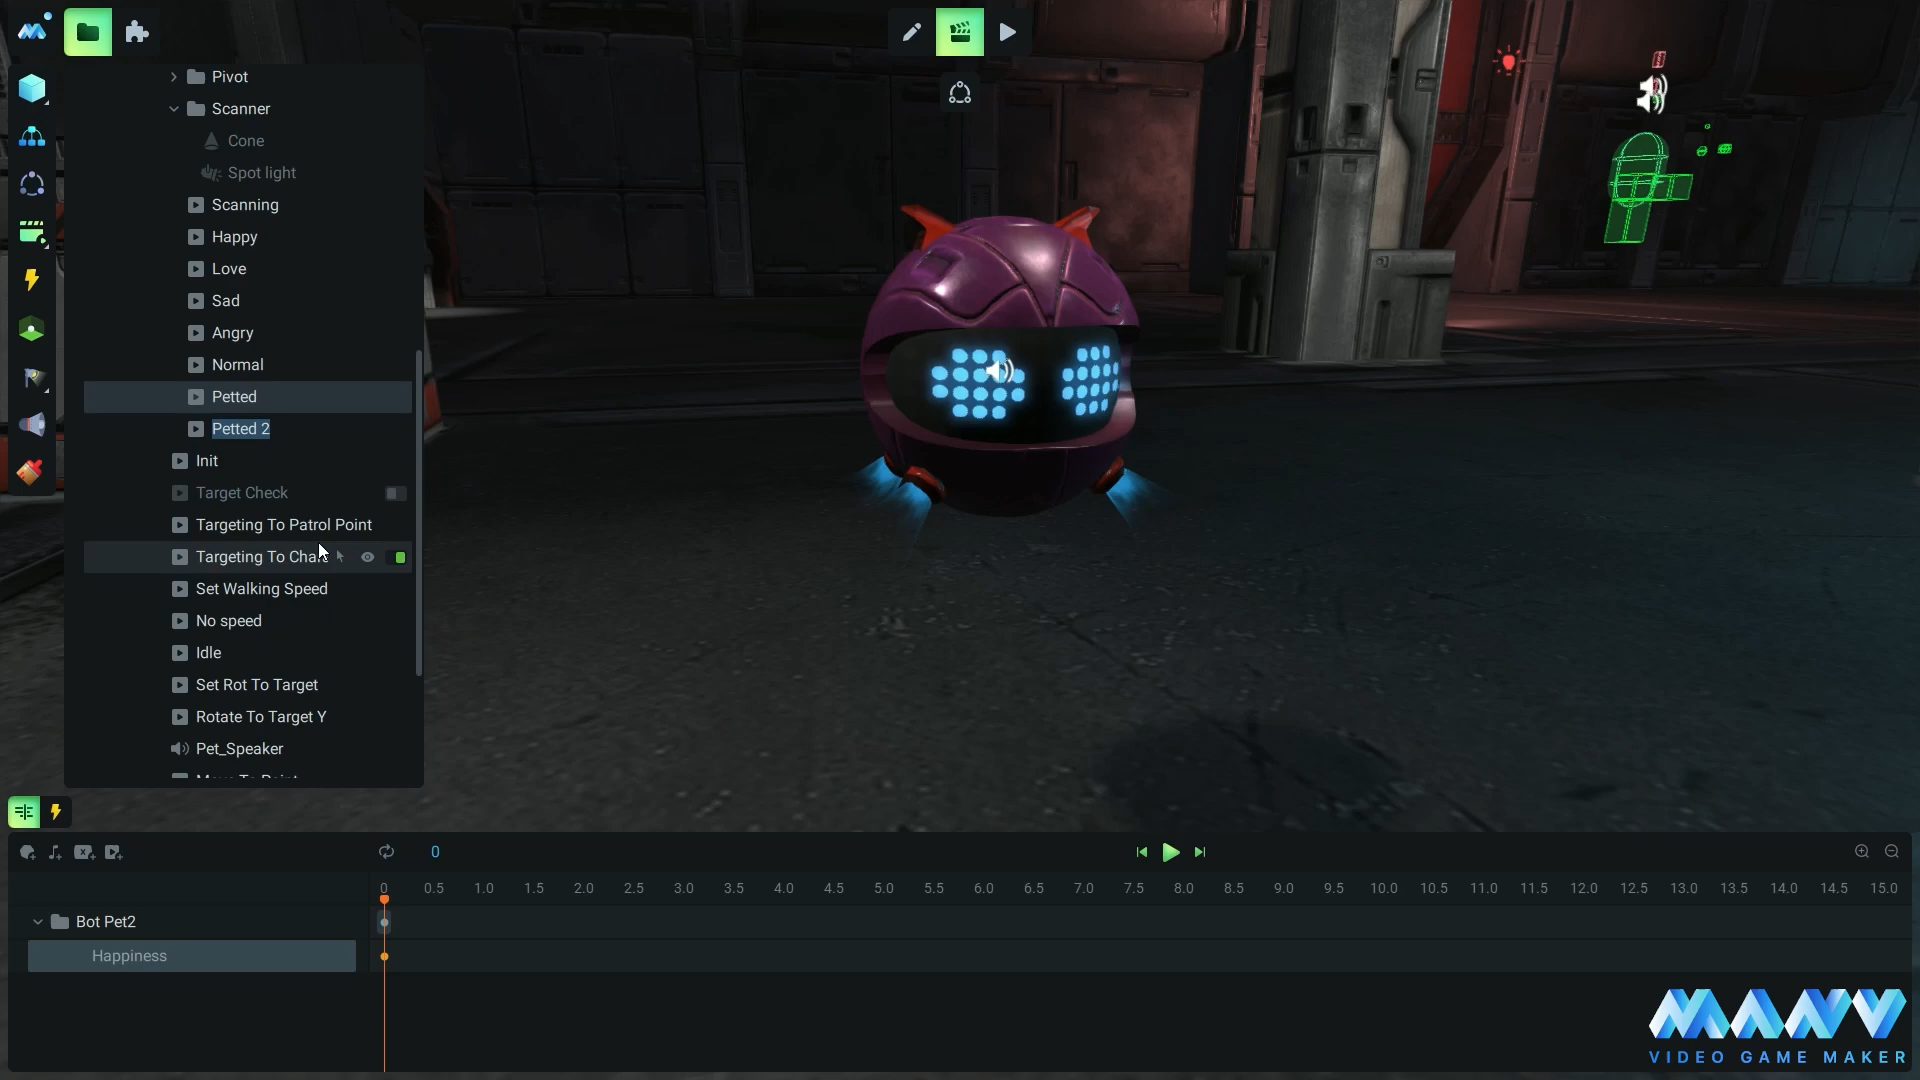 Pivot
Scanner
Cone
Spot light
Scanning
Happy
Love
Sad
Angry
Normal
Petted
Petted 2
Init
Target Check
Targeting To Patrol Point
Targeting To
Set Walking Speed
No speed
Idle
Set Rot To Target
Rotate To Target Y
Pet_Speaker
Move To Point
0
0 0.5 1.0 1.5 2.0 2.5 3.0 3.5 4.0 4.5 5.0 5.5 6.0 6.5 7.0 7.5 8.0 8.5 9.0 9.5 10.0 10.5 11.0 11.5 12.0 12.5 13.0 13.5 14.0 14.5 15.0
Bot Pet2
Happiness
MANU
VIDEO GAME MAKER